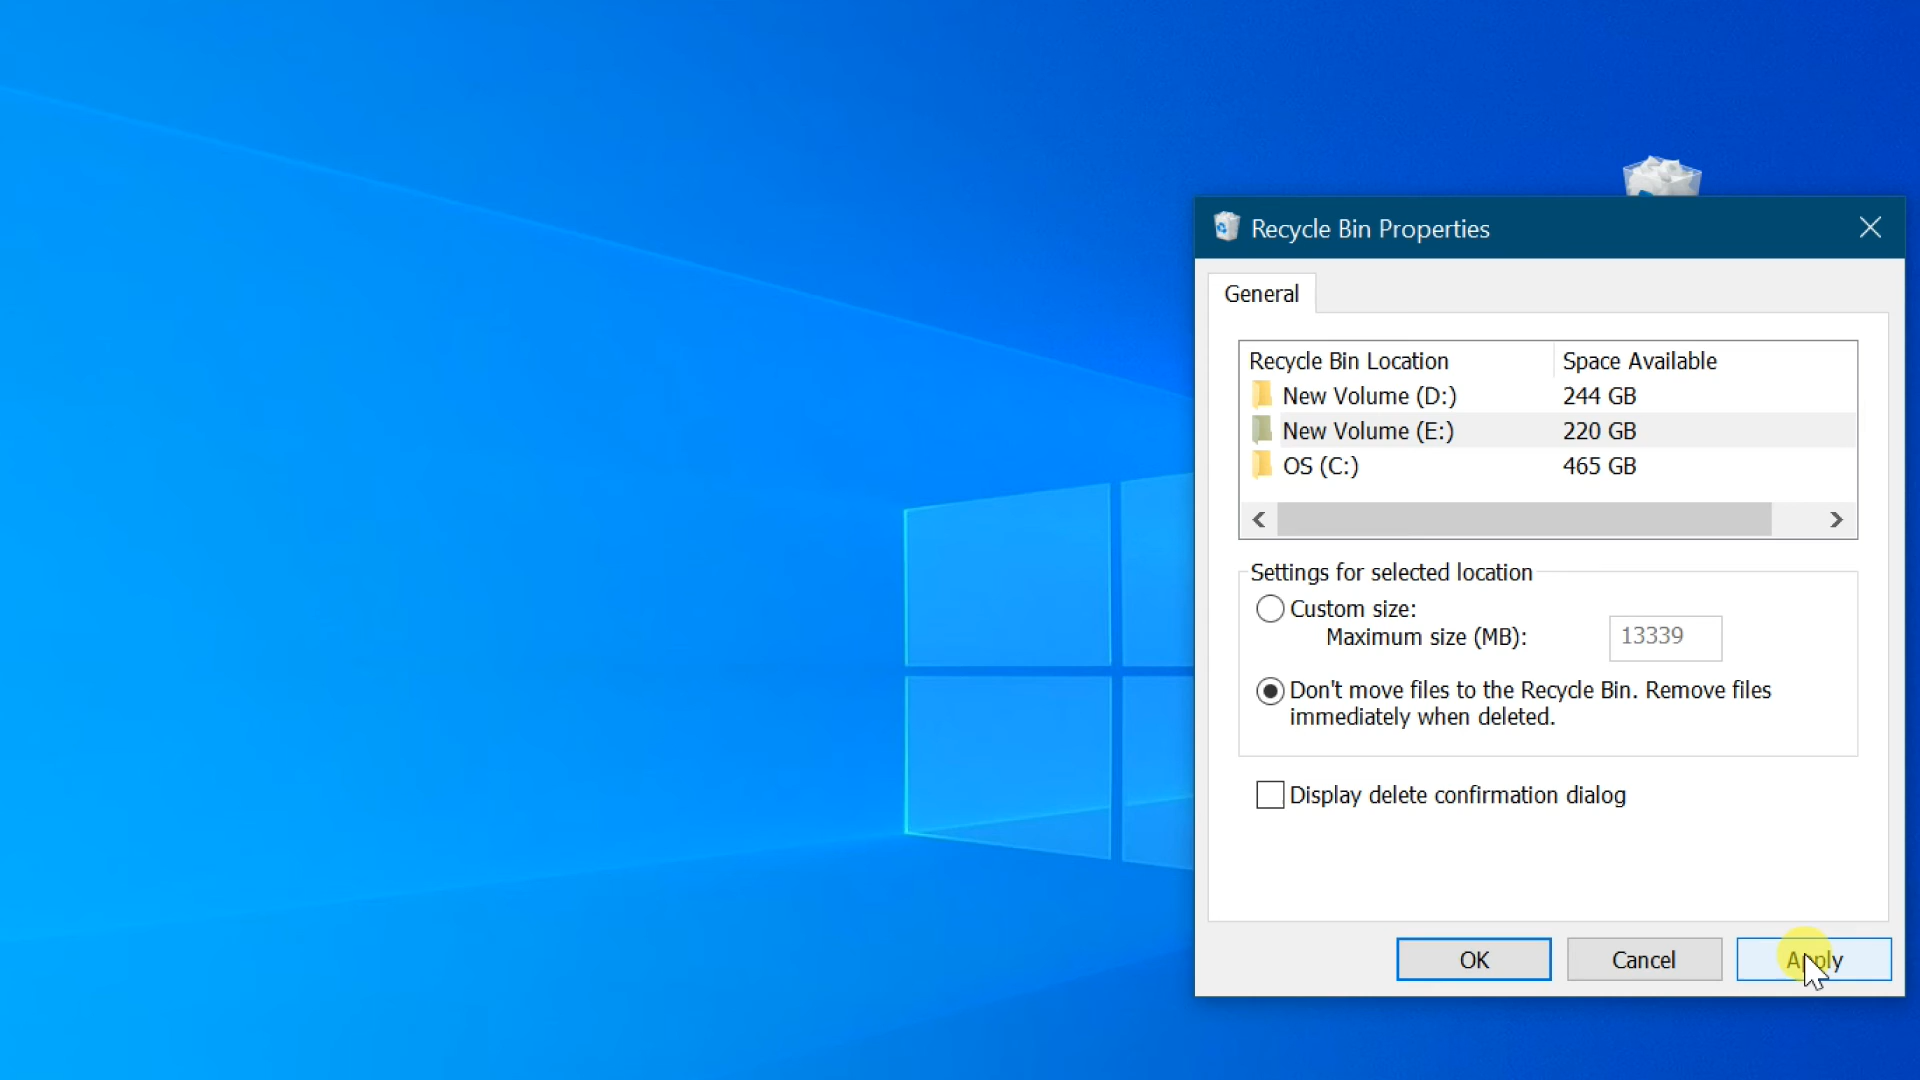 Recycle Bin Properties
General
Recycle Bin Location Space Available
New Volume (D:) 244 GB
New Volume (E:) 220 GB
OS (C:) 465 GB
Settings for selected location
Custom size:
Maximum size (MB): 13339
Don't move files to the Recycle Bin. Remove files
immediately when deleted.
Display delete confirmation dialog
OK Cancel Apply